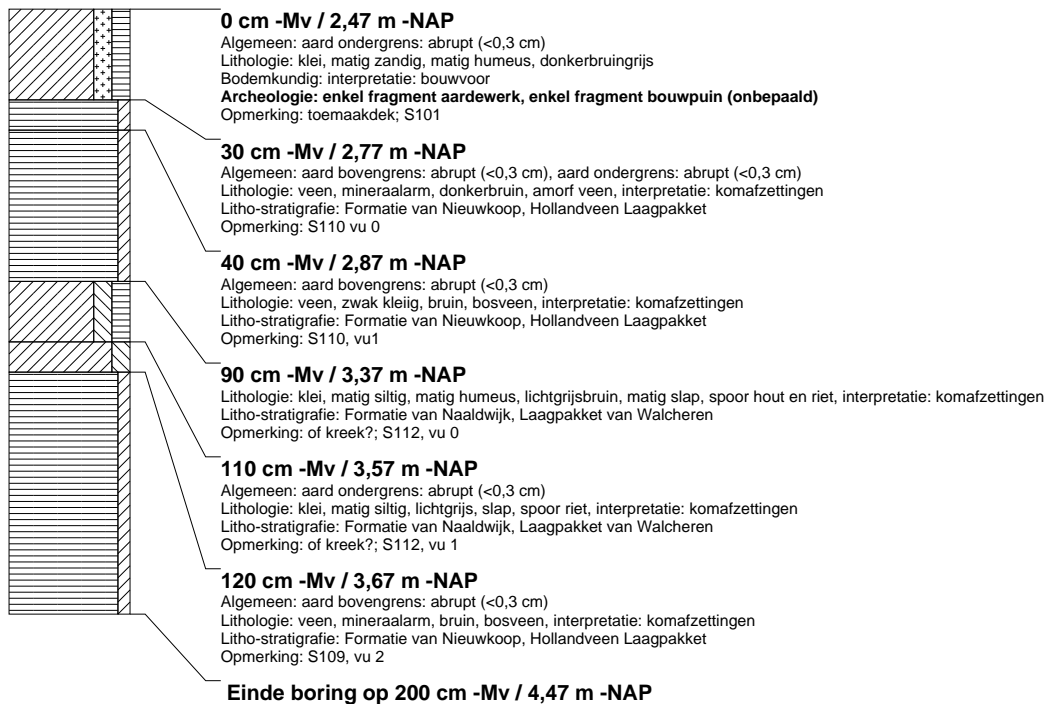 0 cm -Mv / 2,47 m -NAP
Algemeen: aard ondergrens: abrupt (<0,3 cm)
Lithologie: klei, matig zandig, matig humeus, donkerbruingrijs
Bodemkundig: interpretatie: bouwvoor
Archeologie: enkel fragment aardewerk, enkel fragment bouwpuin (onbepaald)
Opmerking: toemaakdek; S101
30 cm -Mv / 2,77 m -NAP
Algemeen: aard bovengrens: abrupt (<0,3 cm), aard ondergrens: abrupt (<0,3 cm)
Lithologie: veen, mineraalarm, donkerbruin, amorf veen, interpretatie: komafzettingen
Litho-stratigrafie: Formatie van Nieuwkoop, Hollandveen Laagpakket
Opmerking: S110 vu 0
40 cm -Mv / 2,87 m -NAP
Algemeen: aard bovengrens: abrupt (<0,3 cm)
Lithologie: veen, zwak kleiig, bruin, bosveen, interpretatie: komafzettingen
Litho-stratigrafie: Formatie van Nieuwkoop, Hollandveen Laagpakket
Opmerking: S110, vu1
90 cm -Mv / 3,37 m -NAP
Lithologie: klei, matig siltig, matig humeus, lichtgrijsbruin, matig slap, spoor hout en riet, interpretatie: komafzettingen
Litho-stratigrafie: Formatie van Naaldwijk, Laagpakket van Walcheren
Opmerking: of kreek?; S112, vu 0
110 cm -Mv / 3,57 m -NAP
Algemeen: aard ondergrens: abrupt (<0,3 cm)
Lithologie: klei, matig siltig, lichtgrijs, slap, spoor riet, interpretatie: komafzettingen
Litho-stratigrafie: Formatie van Naaldwijk, Laagpakket van Walcheren
Opmerking: of kreek?; S112, vu 1
120 cm -Mv / 3,67 m -NAP
Algemeen: aard bovengrens: abrupt (<0,3 cm)
Lithologie: veen, mineraalarm, bruin, bosveen, interpretatie: komafzettingen
Litho-stratigrafie: Formatie van Nieuwkoop, Hollandveen Laagpakket
Opmerking: S109, vu 2
Einde boring op 200 cm -Mv / 4,47 m -NAP